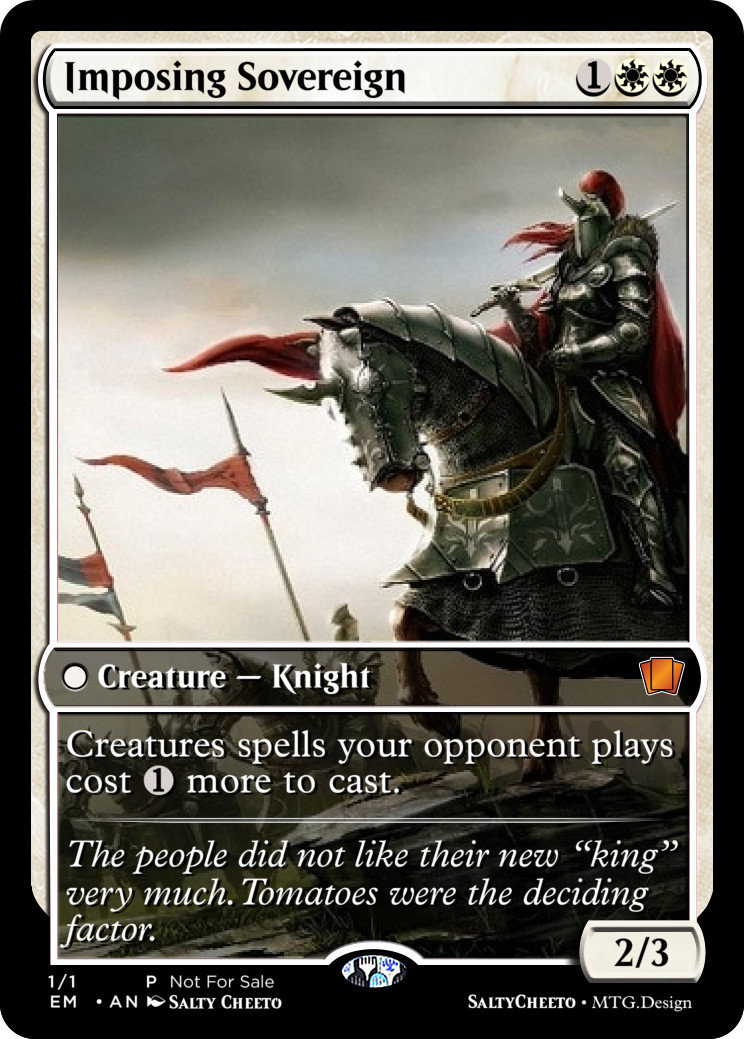 Imposing Sovereign 1
Creature — Knight
Creatures spells your opponent plays
cost 1 more to cast.
The people did not like their new “king”
very much. Tomatoes were the deciding
factor.
2/3
1/1 P Not For Sale
EM • AN Salty Cheeto
SaltyCheeto • MTG.Design